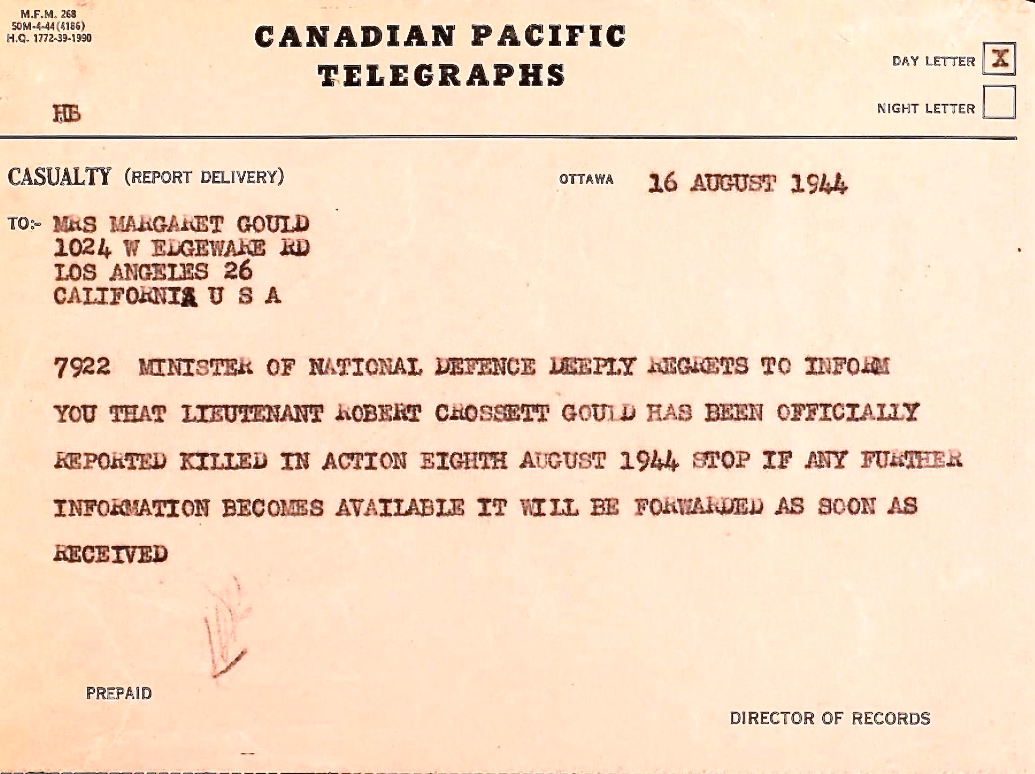 M.F.M. 268
50M-4-44 (4186)
H.Q. 1772-39-1990
CANADIAN PACIFIC
TELEGRAPHS
DAY LETTER X
NIGHT LETTER
HB
CASUALTY (REPORT DELIVERY) OTTAWA 16 AUGUST 1944
TO:- MRS MARGARET GOULD
1024 W EDGEWARE RD
LOS ANGELES 26
CALIFORNIA U S A
7922 MINISTER OF NATIONAL DEFENCE DEEPLY REGRETS TO INFORM
YOU THAT LIEUTENANT ROBERT CROSSETT GOULD HAS BEEN OFFICIALLY
REPORTED KILLED IN ACTION EIGHTH AUGUST 1944 STOP IF ANY FURTHER
INFORMATION BECOMES AVAILABLE IT WILL BE FORWARDED AS SOON AS
RECEIVED
PREPAID
DIRECTOR OF RECORDS